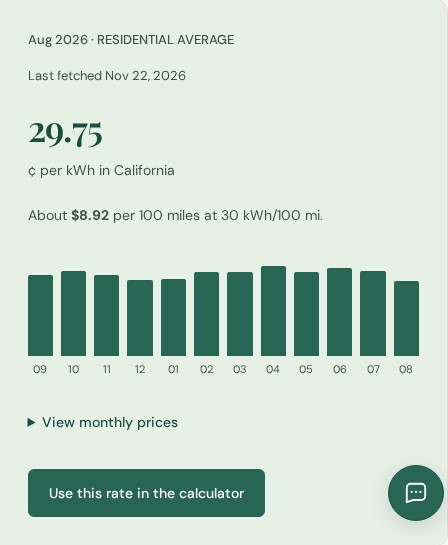 Aug 2026 · RESIDENTIAL AVERAGE
Last fetched Nov 22, 2026
29.75
¢ per kWh in California
About $8.92 per 100 miles at 30 kWh/100 mi.
09 10 11 12 01 02 03 04 05 06 07 08
View monthly prices
Use this rate in the calculator